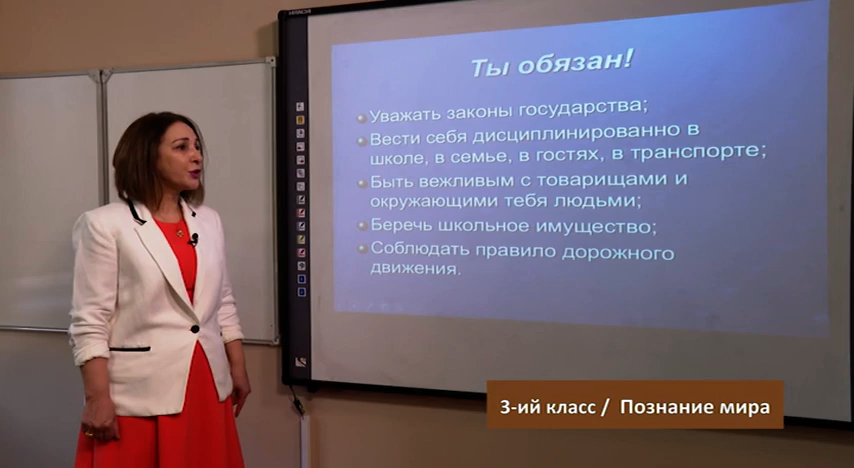 HITACHI
Ты обязан!
Уважать законы государства;
Вести себя дисциплинированно в
школе, в семье, в гостях, в транспорте;
Быть вежливым с товарищами и
окружающими тебя людьми;
Беречь школьное имущество;
Соблюдать правило дорожного
движения.
3-ий класс / Познание мира